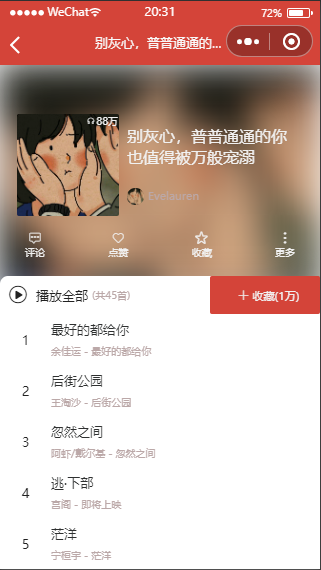 WeChat
20:31
72%
别灰心，普普通通的...
88万
别灰心，普普通通的你
也值得被万般宠溺
Evelauren
评论
点赞
收藏
更多
播放全部 (共45首)
＋ 收藏(1万)
1
最好的都给你
余佳运 - 最好的都给你
2
后街公园
王淘沙 - 后街公园
3
忽然之间
阿虾/戴尔基 - 忽然之间
4
逃·下部
宫阁 - 即将上映
5
茫洋
宁桓宇 - 茫洋